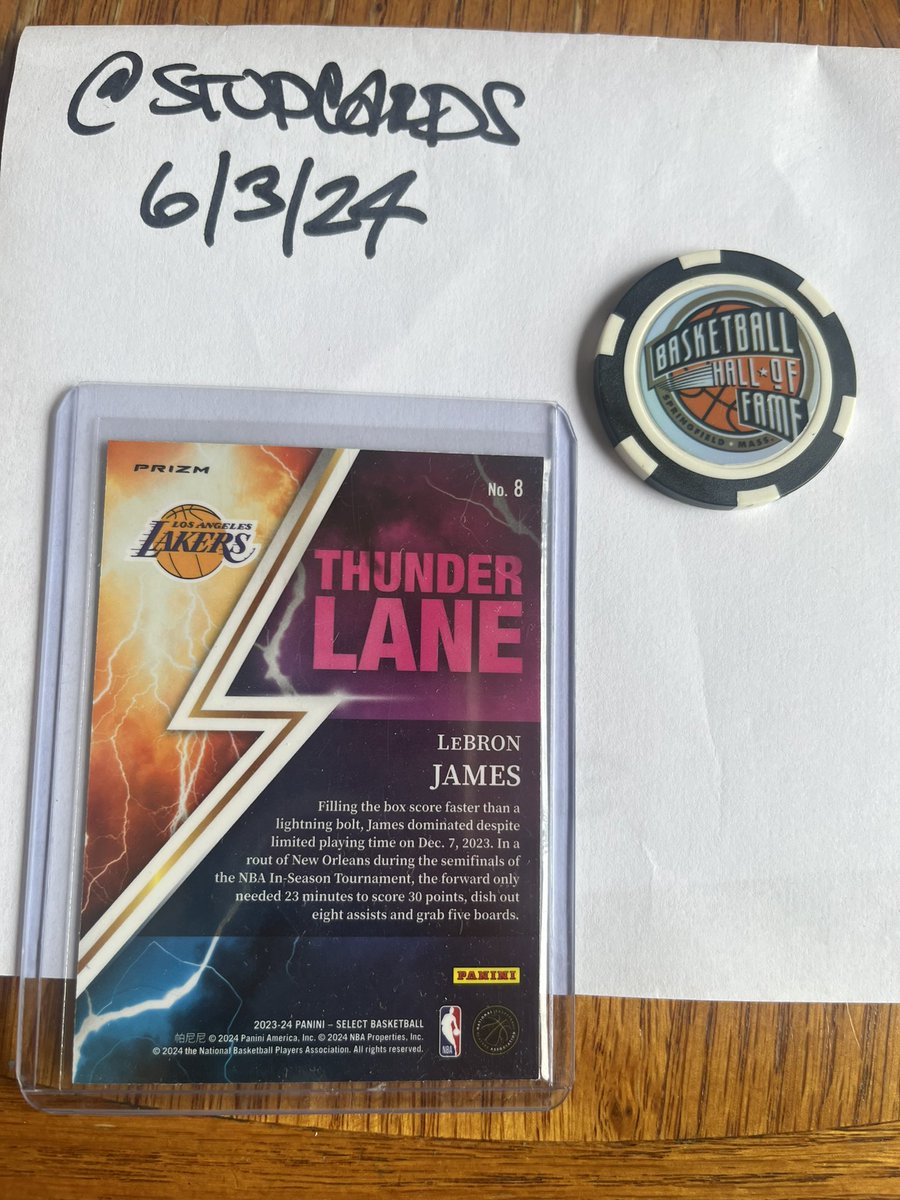 @STUDCARDS
6/3/24
BASKETBALL
HALL OF
FAME
SPRINGFIELD • MASS.
PRIZM
No. 8
LOS ANGELES
LAKERS
THUNDER
LANE
LEBRON
JAMES
Filling the box score faster than a
lightning bolt, James dominated despite
limited playing time on Dec. 7, 2023. In a
rout of New Orleans during the semifinals of
the NBA In-Season Tournament, the forward only
needed 23 minutes to score 30 points, dish out
eight assists and grab five boards.
PANINI
2023-24 PANINI – SELECT BASKETBALL
帕尼尼 © 2024 Panini America, Inc. © 2024 NBA Properties, Inc.
© 2024 the National Basketball Players Association. All rights reserved.
NBA